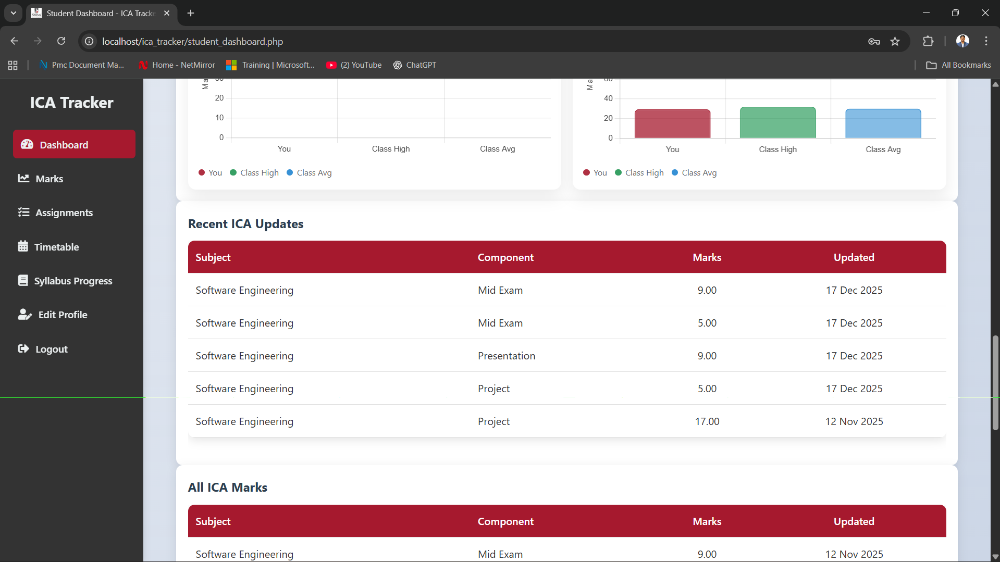 Student Dashboard - ICA Tracke
localhost/ica_tracker/student_dashboard.php
Pmc Document Ma...
Home - NetMirror
Training | Microsoft...
(2) YouTube
ChatGPT
All Bookmarks
ICA Tracker
Dashboard
Marks
Assignments
Timetable
Syllabus Progress
Edit Profile
Logout
Ma
30
20
10
0
You Class High Class Avg
You Class High Class Avg
Ma
60
40
20
0
You Class High Class Avg
You Class High Class Avg
Recent ICA Updates
Subject Component Marks Updated
Software Engineering Mid Exam 9.00 17 Dec 2025
Software Engineering Mid Exam 5.00 17 Dec 2025
Software Engineering Presentation 9.00 17 Dec 2025
Software Engineering Project 5.00 17 Dec 2025
Software Engineering Project 17.00 12 Nov 2025
All ICA Marks
Subject Component Marks Updated
Software Engineering Mid Exam 9.00 12 Nov 2025